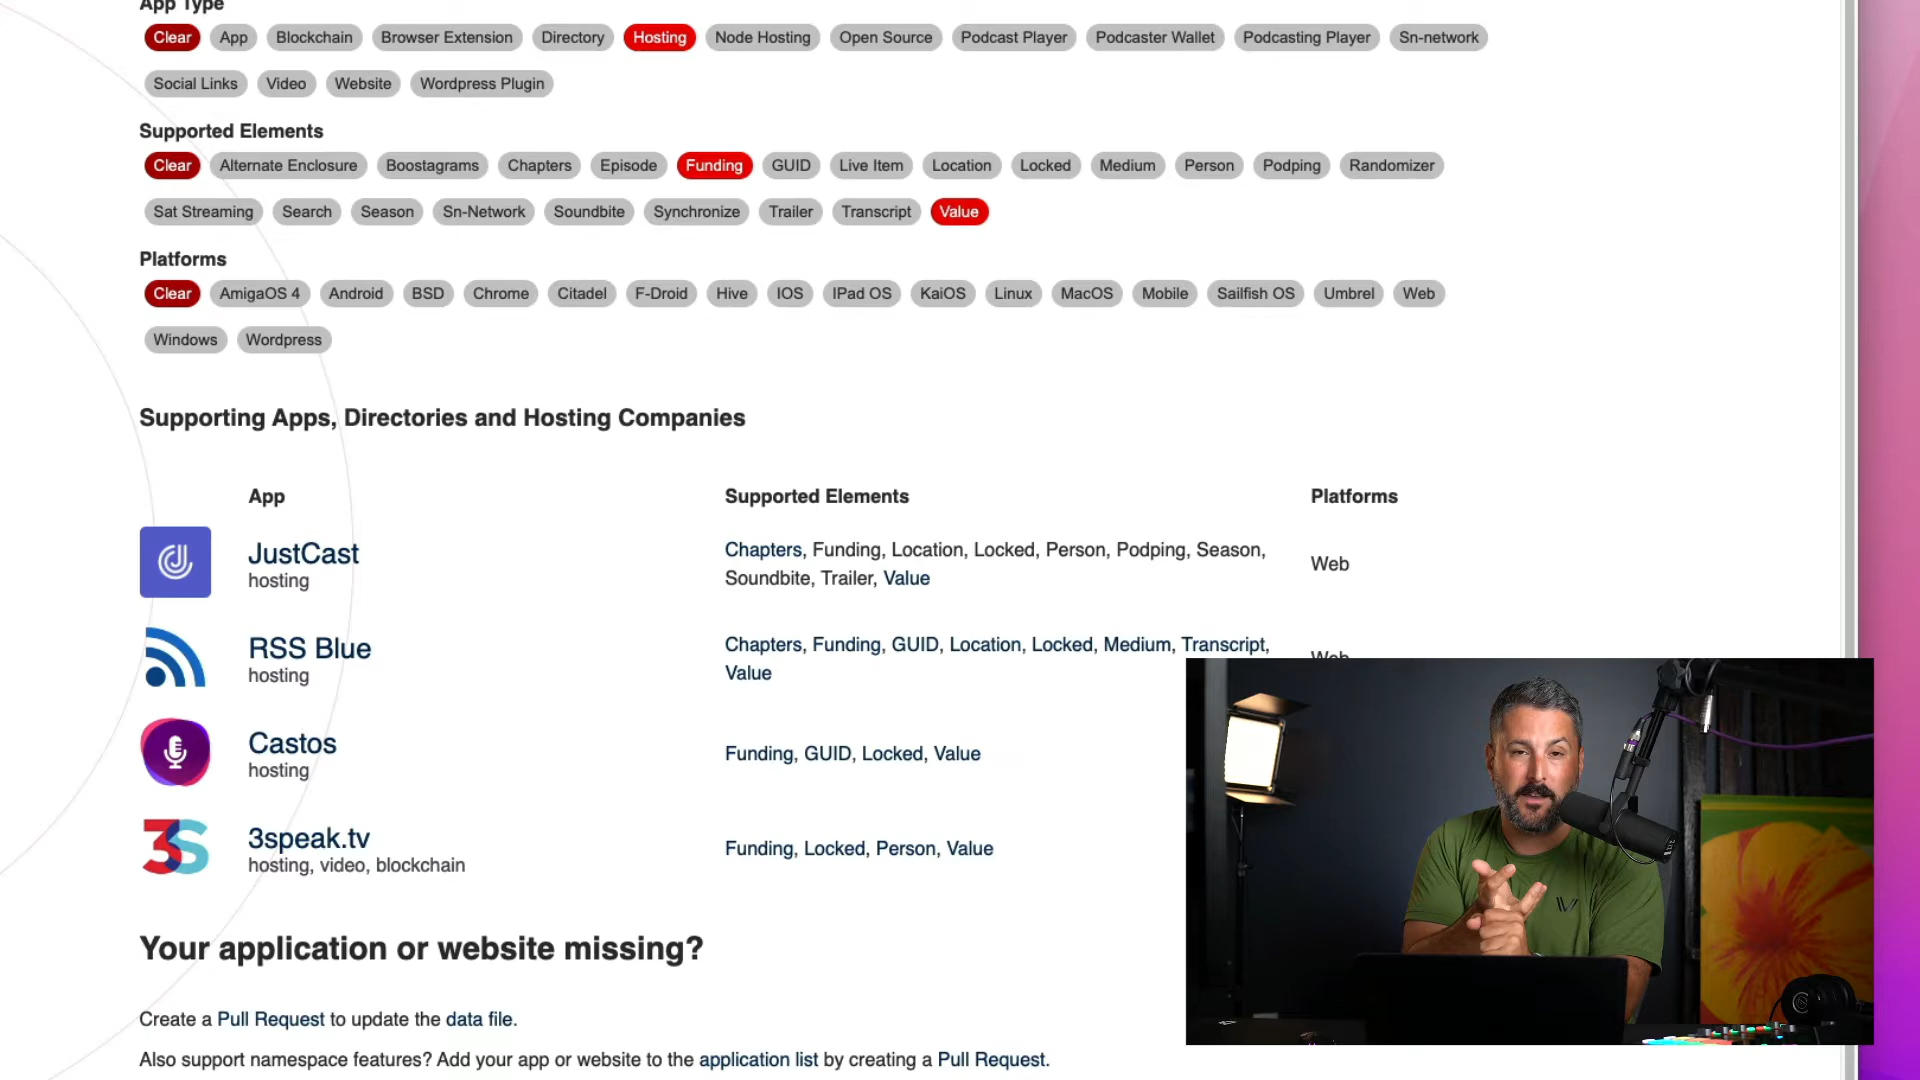 App Type
Clear App Blockchain Browser Extension Directory Hosting Node Hosting Open Source Podcast Player Podcaster Wallet Podcasting Player Sn-network
Social Links Video Website Wordpress Plugin
Supported Elements
Clear Alternate Enclosure Boostagrams Chapters Episode Funding GUID Live Item Location Locked Medium Person Podping Randomizer
Sat Streaming Search Season Sn-Network Soundbite Synchronize Trailer Transcript Value
Platforms
Clear AmigaOS 4 Android BSD Chrome Citadel F-Droid Hive IOS IPad OS KaiOS Linux MacOS Mobile Sailfish OS Umbrel Web
Windows Wordpress
Supporting Apps, Directories and Hosting Companies
App Supported Elements Platforms
JustCast
hosting
Chapters, Funding, Location, Locked, Person, Podping, Season,
Soundbite, Trailer, Value
Web
RSS Blue
hosting
Chapters, Funding, GUID, Location, Locked, Medium, Transcript,
Value
Web
Castos
hosting
Funding, GUID, Locked, Value
3S
3speak.tv
hosting, video, blockchain
Funding, Locked, Person, Value
Your application or website missing?
Create a Pull Request to update the data file.
Also support namespace features? Add your app or website to the application list by creating a Pull Request.